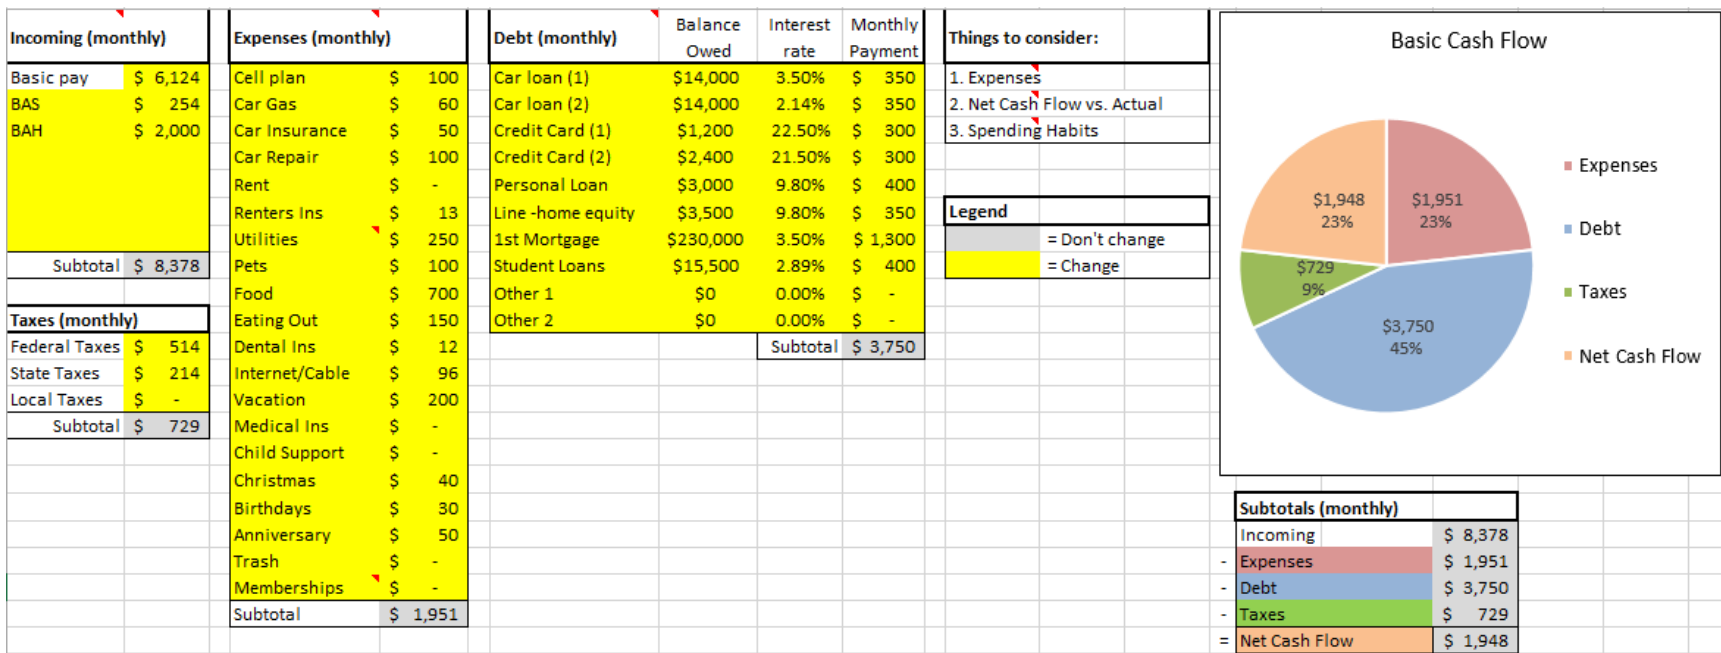 Incoming (monthly)
Basic pay $ 6,124
BAS $ 254
BAH $ 2,000
Subtotal $ 8,378
Taxes (monthly)
Federal Taxes $ 514
State Taxes $ 214
Local Taxes $ -
Subtotal $ 729
Expenses (monthly)
Cell plan $ 100
Car Gas $ 60
Car Insurance $ 50
Car Repair $ 100
Rent $ -
Renters Ins $ 13
Utilities $ 250
Pets $ 100
Food $ 700
Eating Out $ 150
Dental Ins $ 12
Internet/Cable $ 96
Vacation $ 200
Medical Ins $ -
Child Support $ -
Christmas $ 40
Birthdays $ 30
Anniversary $ 50
Trash $ -
Memberships $ -
Subtotal $ 1,951
Debt (monthly) Balance Owed Interest rate Monthly Payment
Car loan (1) $14,000 3.50% $ 350
Car loan (2) $14,000 2.14% $ 350
Credit Card (1) $1,200 22.50% $ 300
Credit Card (2) $2,400 21.50% $ 300
Personal Loan $3,000 9.80% $ 400
Line -home equity $3,500 9.80% $ 350
1st Mortgage $230,000 3.50% $ 1,300
Student Loans $15,500 2.89% $ 400
Other 1 $0 0.00% $ -
Other 2 $0 0.00% $ -
Subtotal $ 3,750
Things to consider:
1. Expenses
2. Net Cash Flow vs. Actual
3. Spending Habits
Legend
= Don't change
= Change
Basic Cash Flow
$1,948
23%
$1,951
23%
$729
9%
$3,750
45%
Expenses
Debt
Taxes
Net Cash Flow
Subtotals (monthly)
Incoming $ 8,378
- Expenses $ 1,951
- Debt $ 3,750
- Taxes $ 729
= Net Cash Flow $ 1,948